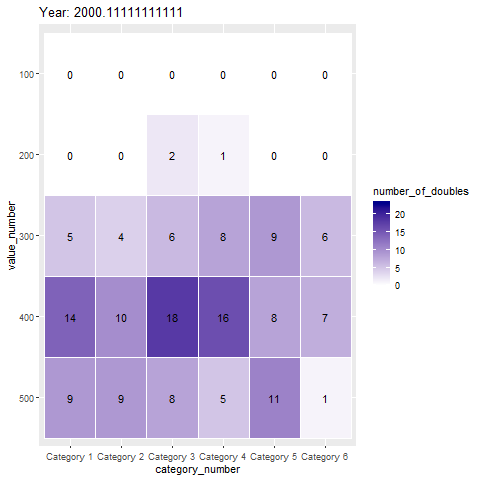 Year: 2000.11111111111
100 0 0 0 0 0 0
200 0 0 2 1 0 0
300 5 4 6 8 9 6
400 14 10 18 16 8 7
500 9 9 8 5 11 1
Category 1 Category 2 Category 3 Category 4 Category 5 Category 6
category_number
value_number
number_of_doubles
20
15
10
5
0